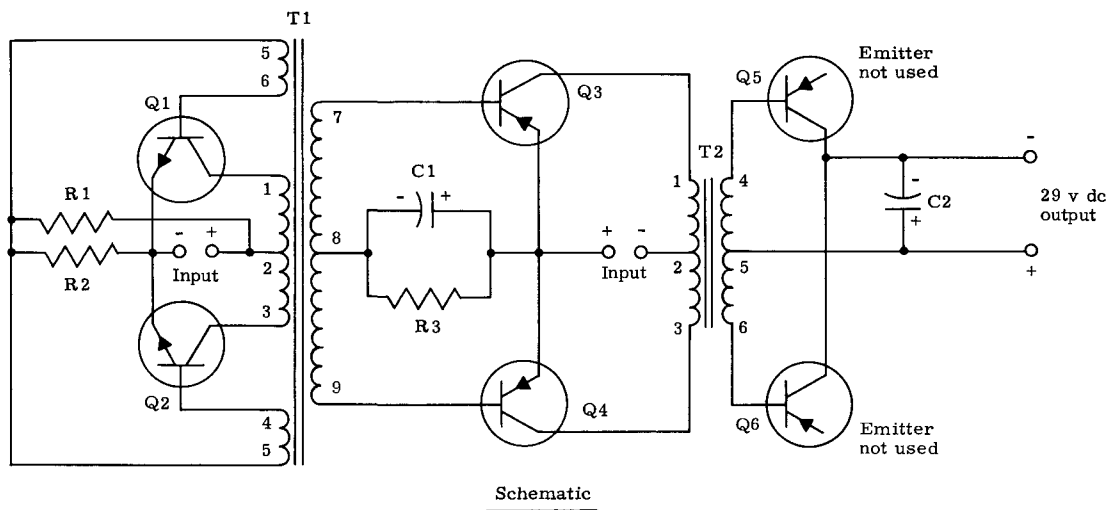 T1
5
6
Q1
1
R1
- +
Input
2
R2
3
Q2
4
5
7
8
9
- C1 +
R3
Q3
Q4
+ -
Input
T2
1
2
3
4
5
6
Q5
Emitter
not used
Q6
Emitter
not used
-
C2
+
-
29 v dc
output
+
Schematic